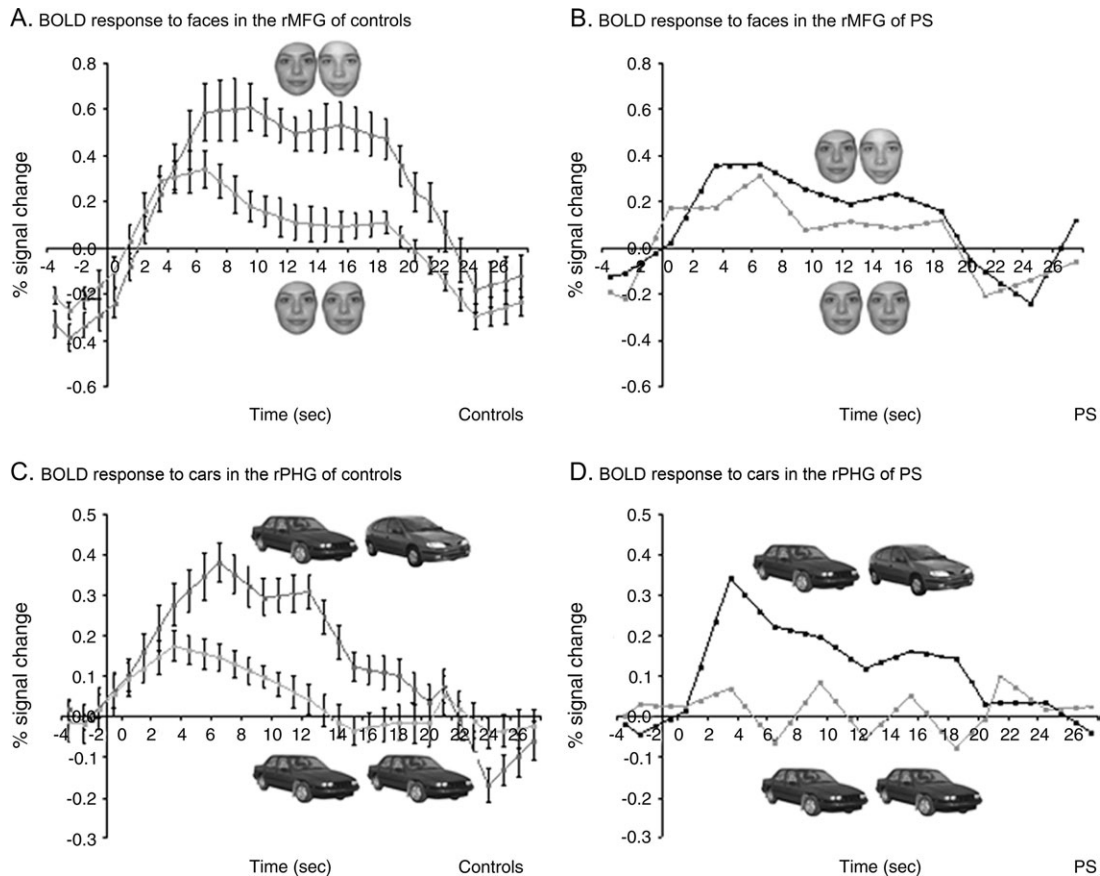 A. BOLD response to faces in the rMFG of controls
0.8
0.6
0.4
0.2
0.0
-0.2
-0.4
-0.6
% signal change
-4 -2 0 2 4 6 8 10 12 14 16 18 20 22 24 26
Time (sec)
Controls
B. BOLD response to faces in the rMFG of PS
0.8
0.6
0.4
0.2
0.0
-0.2
-0.4
-0.6
% signal change
-4 -2 0 2 4 6 8 10 12 14 16 18 20 22 24 26
Time (sec)
PS
C. BOLD response to cars in the rPHG of controls
0.5
0.4
0.3
0.2
0.1
0.00
-0.1
-0.2
-0.3
% signal change
-4 -2 0 2 4 6 8 10 12 14 16 18 20 22 24 26
Time (sec)
Controls
D. BOLD response to cars in the rPHG of PS
0.5
0.4
0.3
0.2
0.1
0.00
-0.1
-0.2
-0.3
% signal change
-4 -2 0 2 4 6 8 10 12 14 16 18 20 22 24 26
Time (sec)
PS